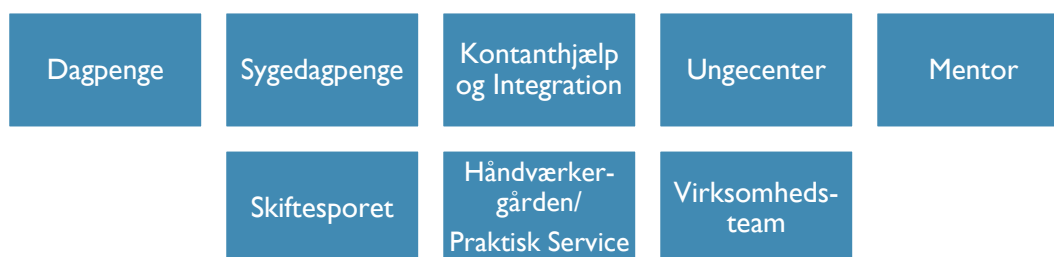 Dagpenge
Sygedagpenge
Kontanthjælp
og Integration
Ungecenter
Mentor
Skiftesporet
Håndværker-
gården/
Praktisk Service
Virksomheds-
team